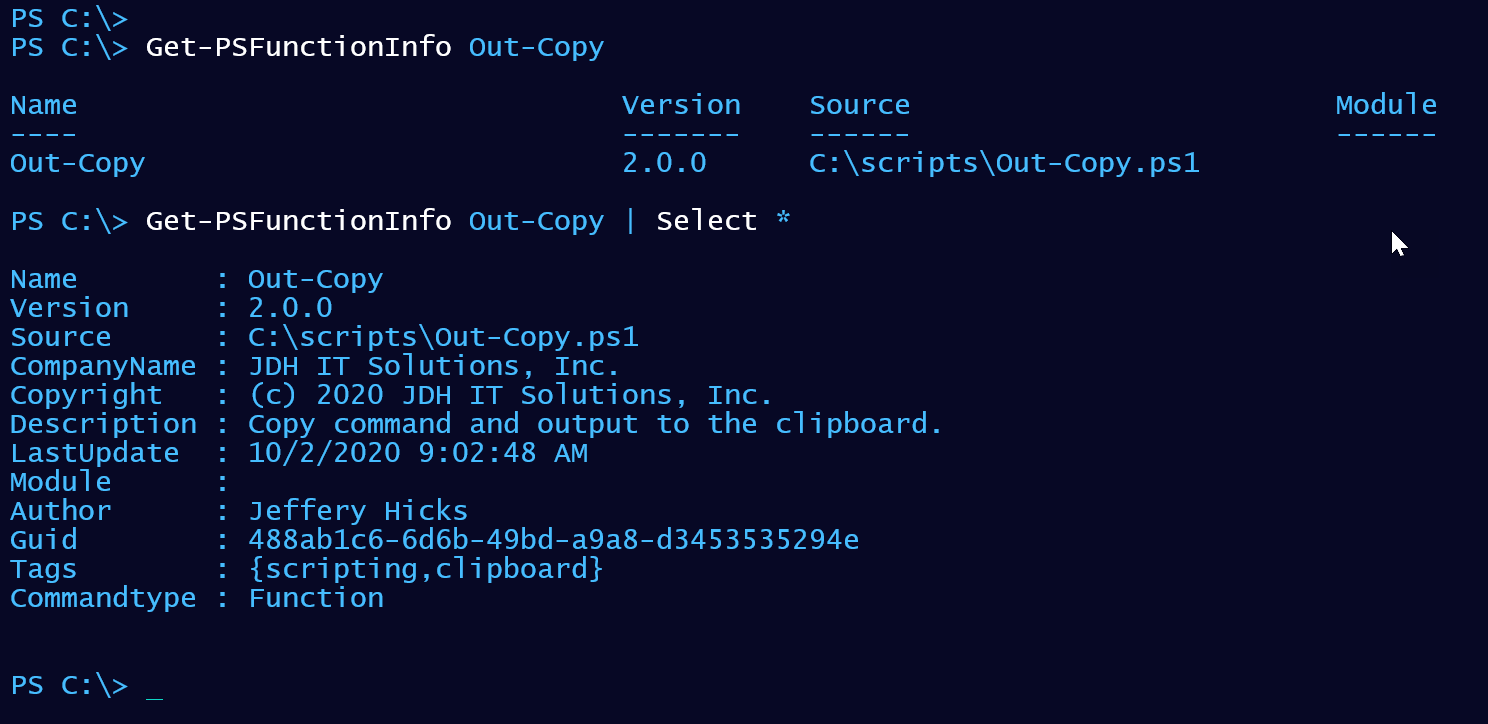 PS C:\>
PS C:\> Get-PSFunctionInfo Out-Copy
Name Version Source Module
---- ------- ------ ------
Out-Copy 2.0.0 C:\scripts\Out-Copy.ps1
PS C:\> Get-PSFunctionInfo Out-Copy | Select *
Name : Out-Copy
Version : 2.0.0
Source : C:\scripts\Out-Copy.ps1
CompanyName : JDH IT Solutions, Inc.
Copyright : (c) 2020 JDH IT Solutions, Inc.
Description : Copy command and output to the clipboard.
LastUpdate : 10/2/2020 9:02:48 AM
Module :
Author : Jeffery Hicks
Guid : 488ab1c6-6d6b-49bd-a9a8-d3453535294e
Tags : {scripting,clipboard}
Commandtype : Function
PS C:\> _